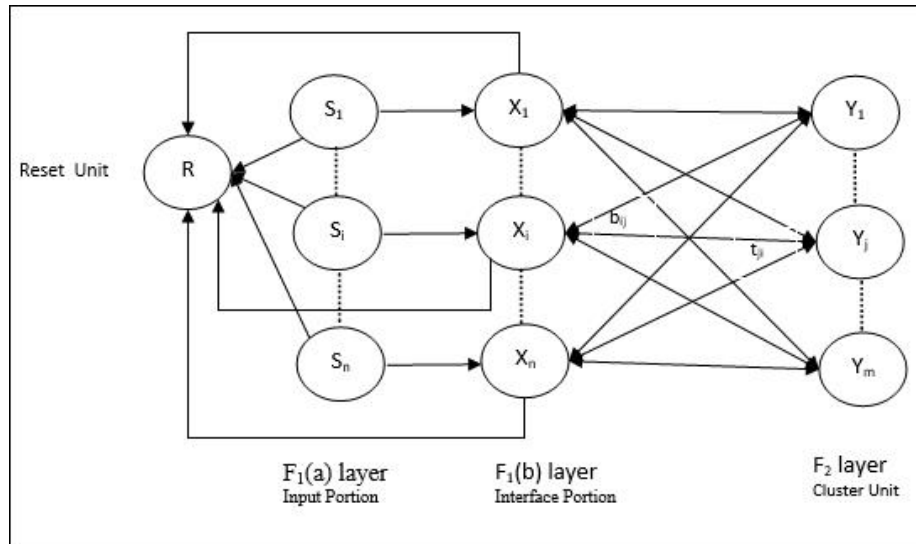 S₁
X₁
Y₁
Reset Unit
R
Sᵢ
Xᵢ
bᵢⱼ
tⱼᵢ
Yⱼ
Sₙ
Xₙ
Yₘ
F₁(a) layer
Input Portion
F₁(b) layer
Interface Portion
F₂ layer
Cluster Unit